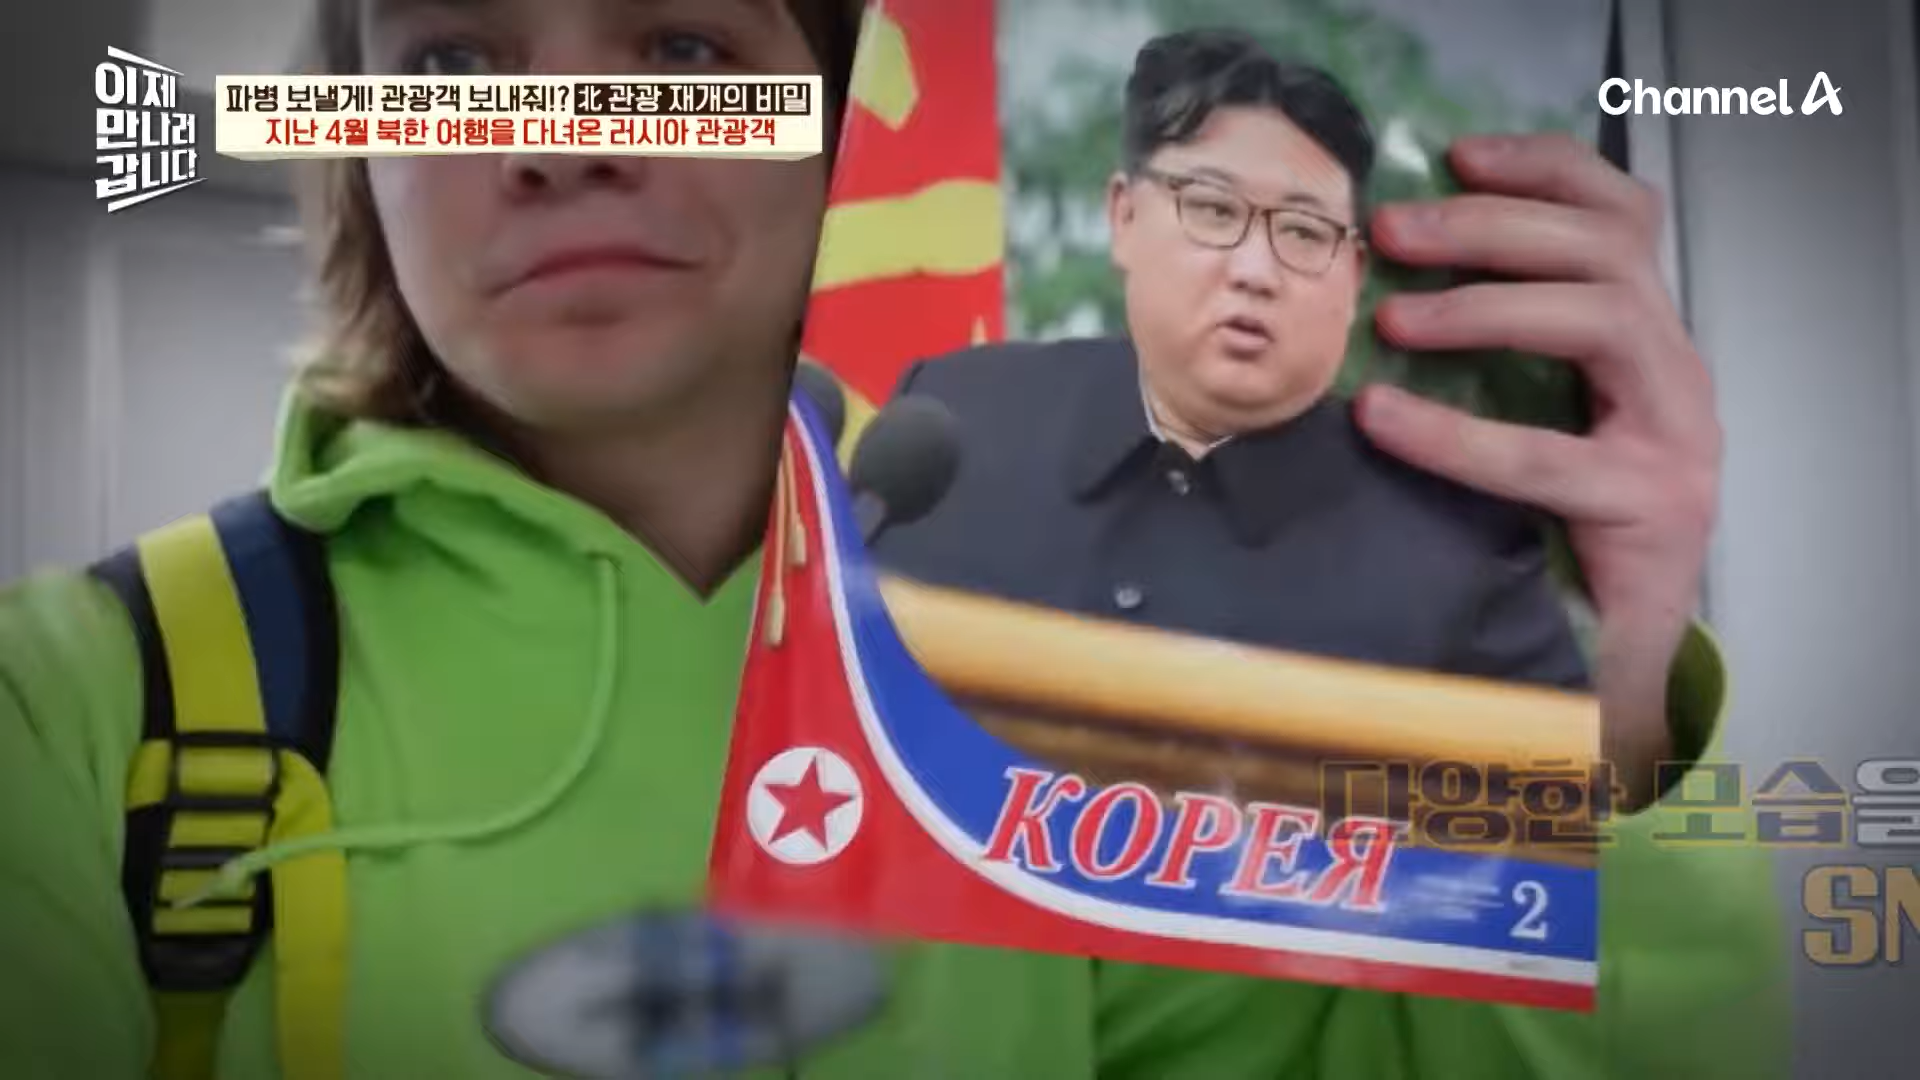 이제
만나러
갑니다
파병 보낼게! 관광객 보내줘!? 北 관광 재개의 비밀
지난 4월 북한 여행을 다녀온 러시아 관광객
Channel A
КОРЕЯ
2
다양한 모습을
SN